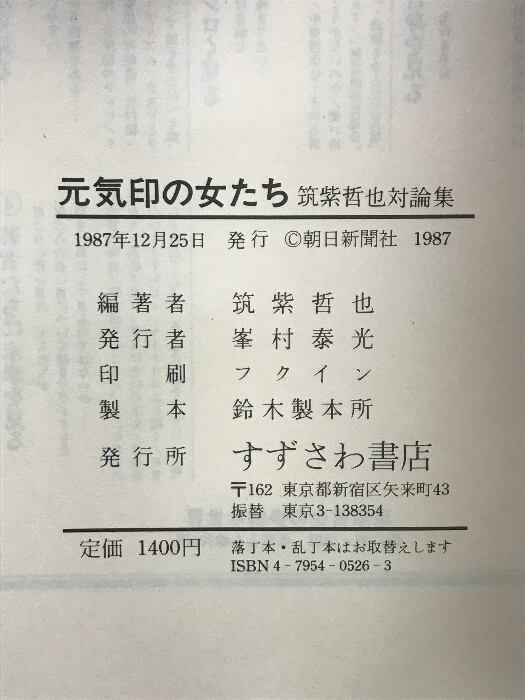 元気印の女たち 筑紫哲也対論集
1987年12月25日 発行 ©朝日新聞社 1987
編著者 筑紫哲也
発行者 峯村泰光
印刷 フクイン
製本 鈴木製本所
発行所 すずさわ書店
〒162 東京都新宿区矢来町43
振替 東京3-138354
定価 1400円 落丁本・乱丁本はお取替えします
ISBN 4-7954-0526-3